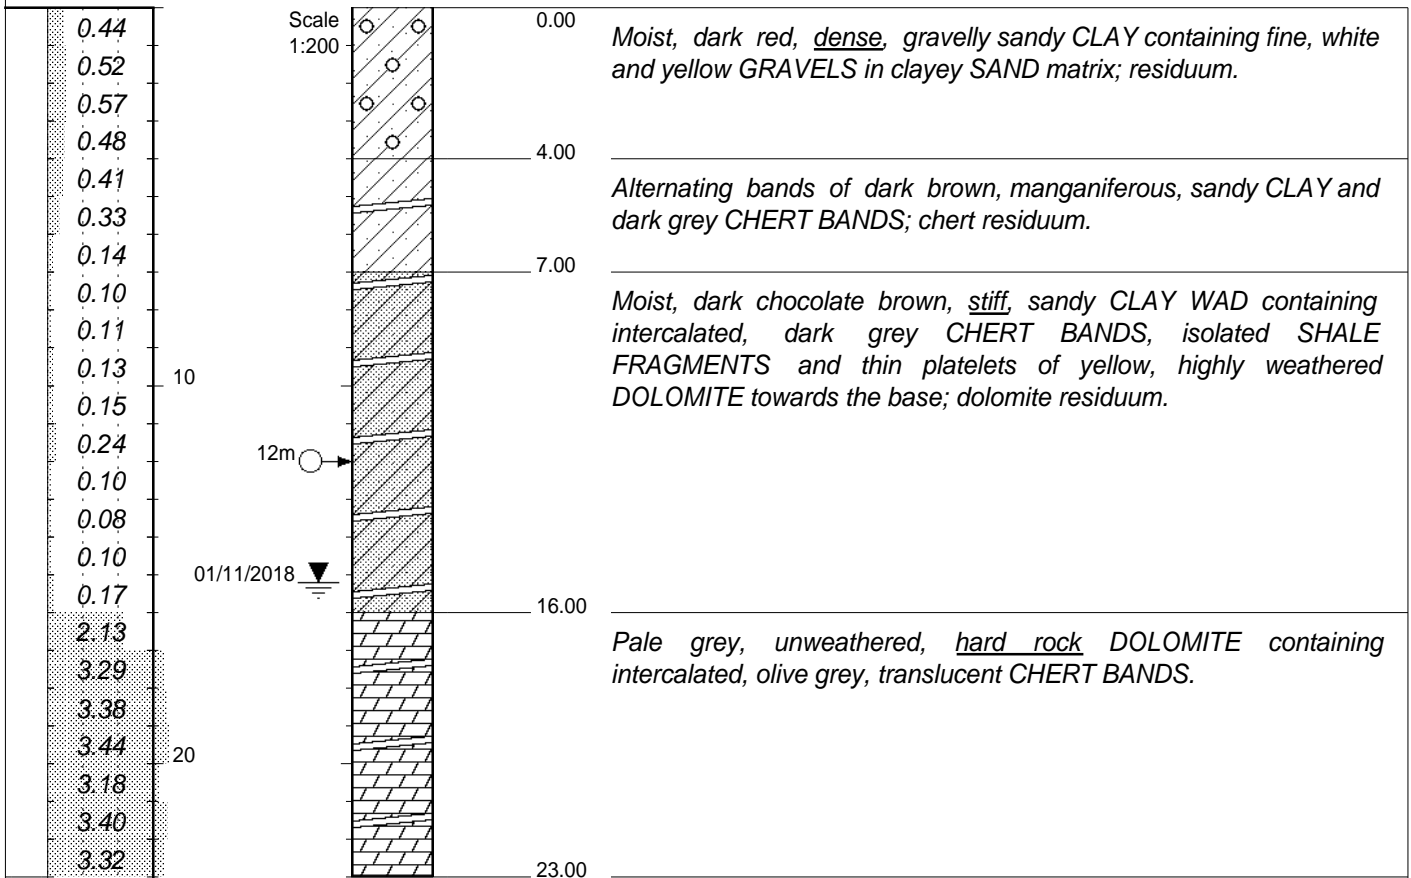 0.44
0.52
0.57
0.48
0.41
0.33
0.14
0.10
0.11
0.13
0.15
0.24
0.10
0.08
0.10
0.17
2.13
3.29
3.38
3.44
3.18
3.40
3.32
10
20
Scale
1:200
12m
01/11/2018
0.00
Moist, dark red, dense, gravelly sandy CLAY containing fine, white
and yellow GRAVELS in clayey SAND matrix; residuum.
4.00
Alternating bands of dark brown, manganiferous, sandy CLAY and
dark grey CHERT BANDS; chert residuum.
7.00
Moist, dark chocolate brown, stiff, sandy CLAY WAD containing
intercalated, dark grey CHERT BANDS, isolated SHALE
FRAGMENTS and thin platelets of yellow, highly weathered
DOLOMITE towards the base; dolomite residuum.
16.00
Pale grey, unweathered, hard rock DOLOMITE containing
intercalated, olive grey, translucent CHERT BANDS.
23.00